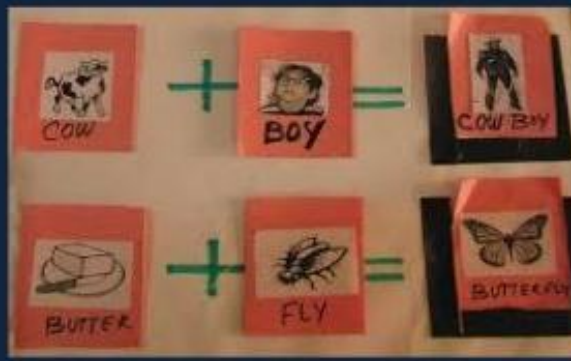 COW + BOY = COW BOY
BUTTER + FLY = BUTTERFLY